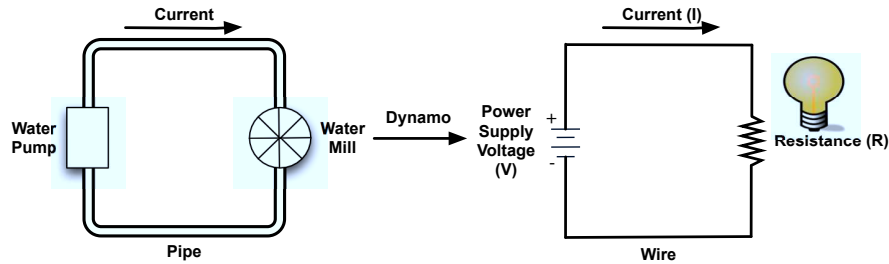 Current
Water
Pump
Water
Mill
Pipe
Dynamo
Current (I)
Power
Supply
Voltage
(V)
+
-
Resistance (R)
Wire